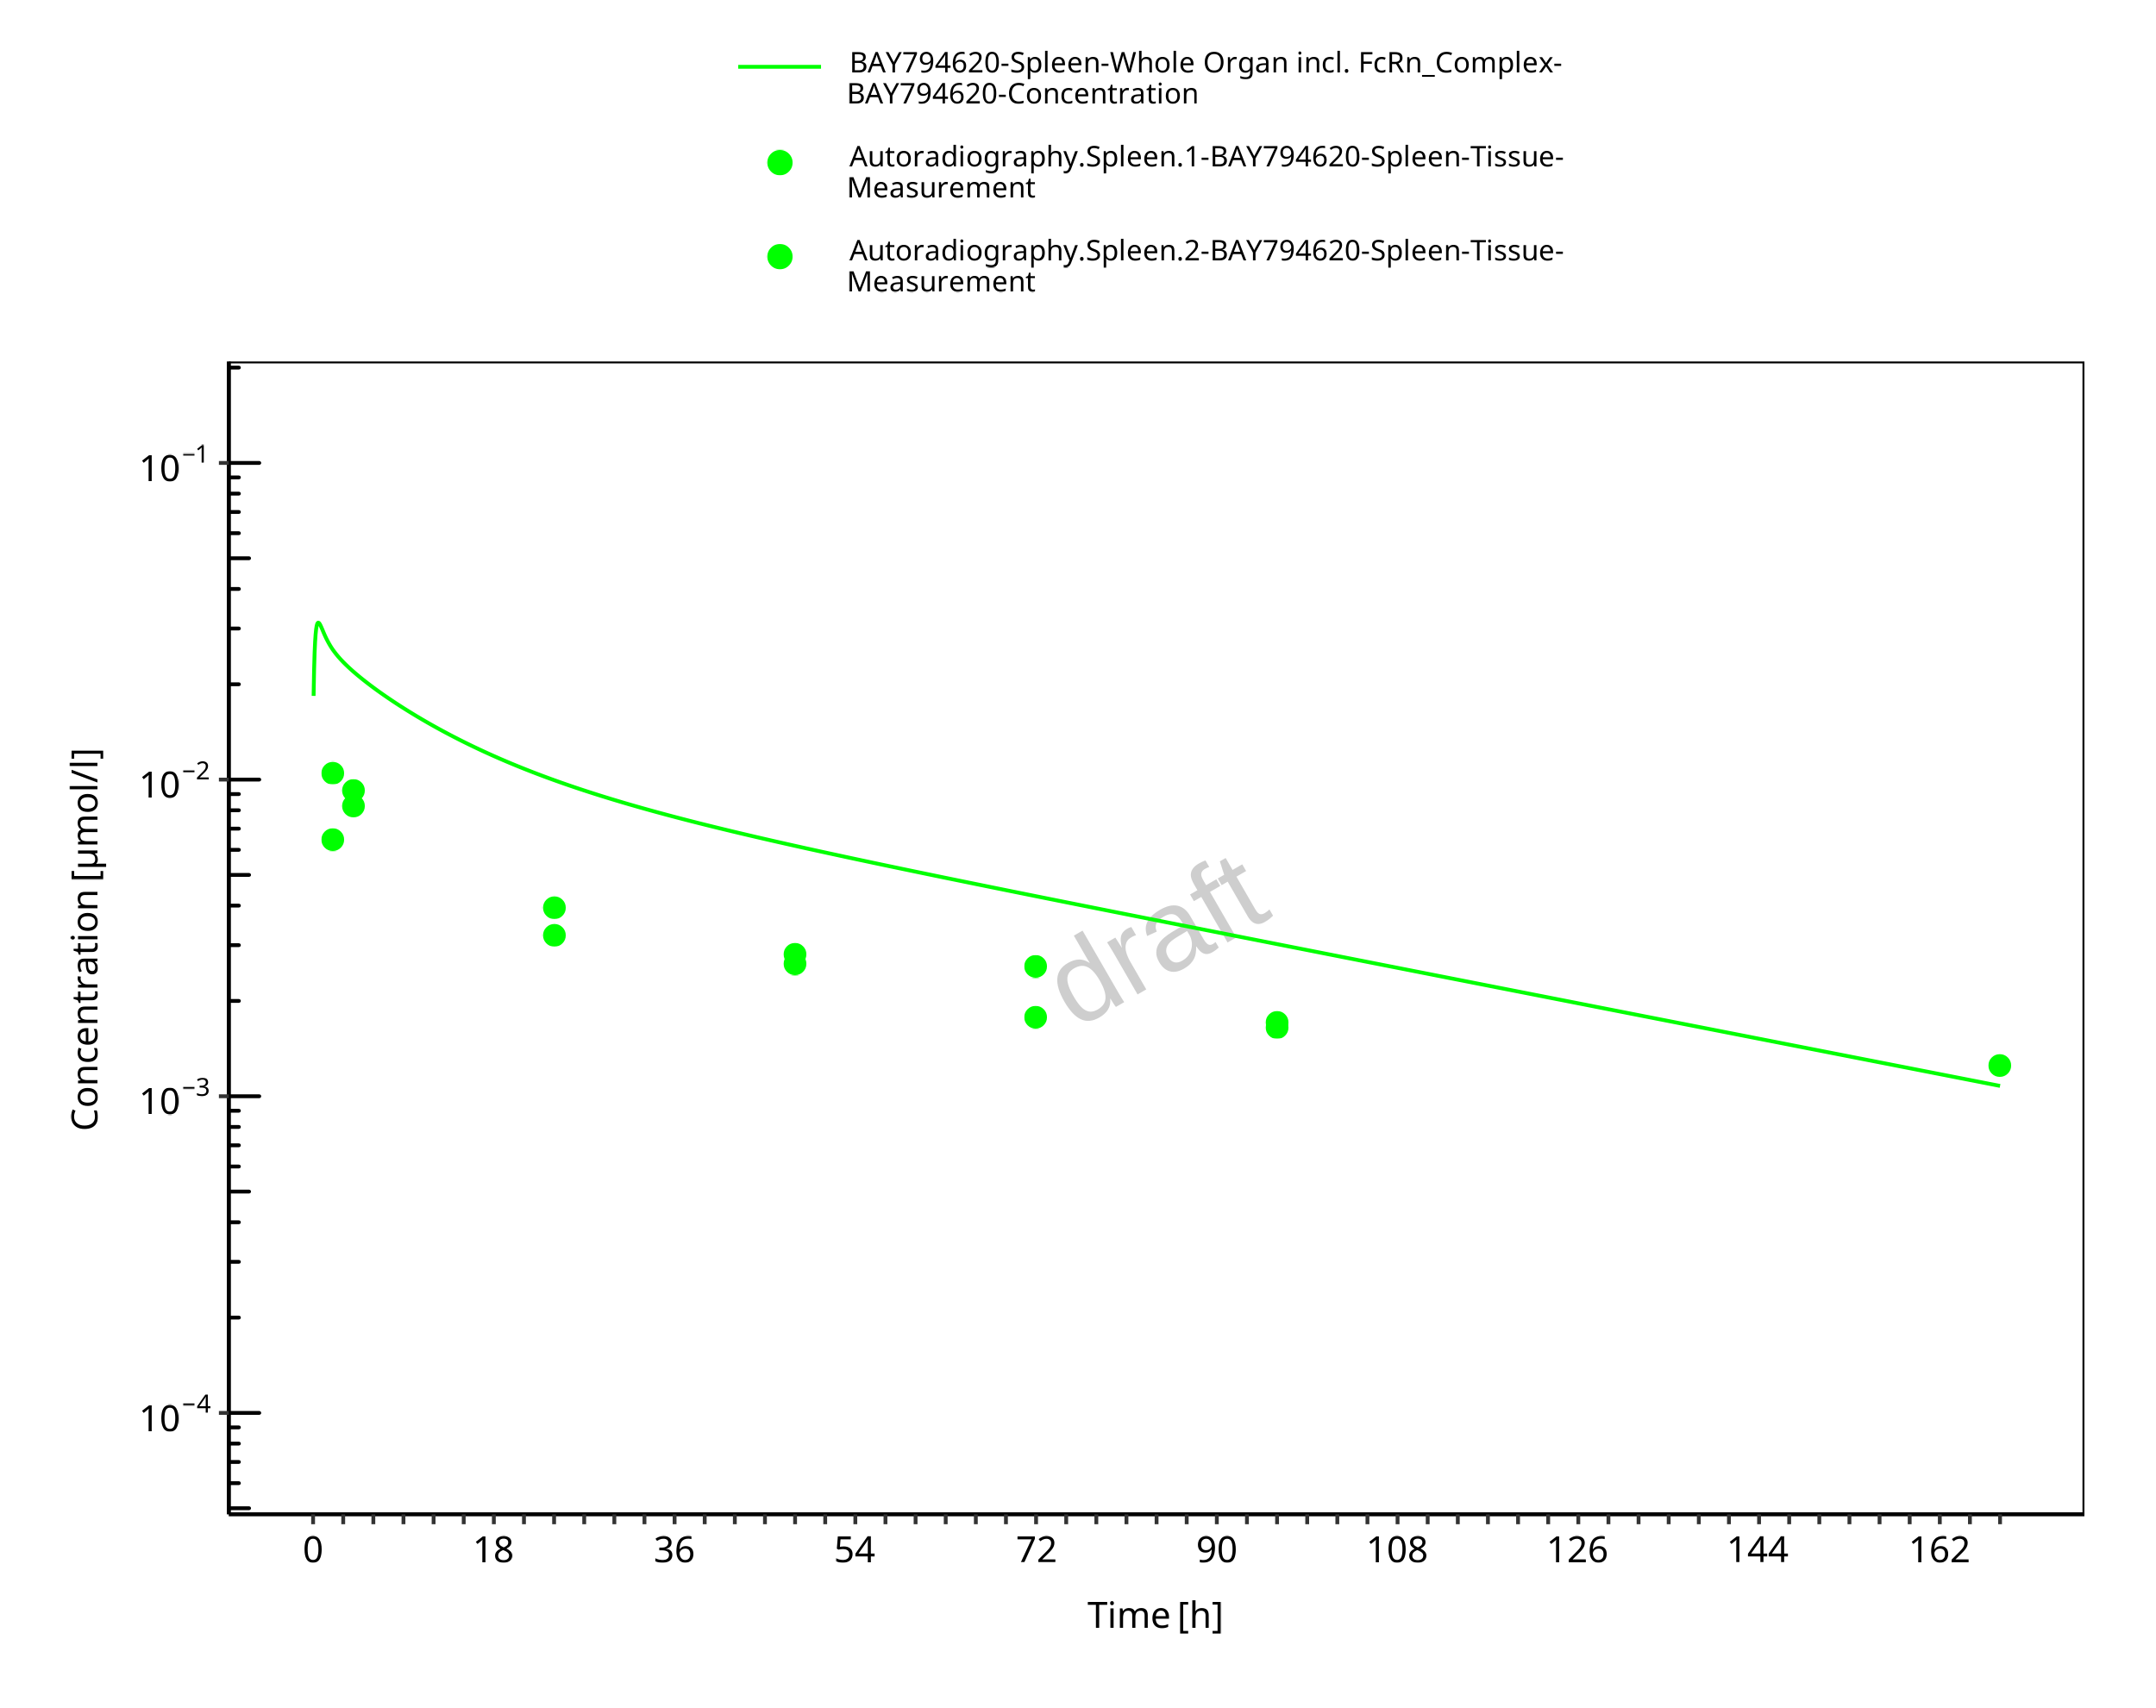 BAY794620-Spleen-Whole Organ incl. FcRn_Complex-
BAY794620-Concentration
Autoradiography.Spleen.1-BAY794620-Spleen-Tissue-
Measurement
Autoradiography.Spleen.2-BAY794620-Spleen-Tissue-
Measurement
10⁻¹
10⁻²
10⁻³
10⁻⁴
Concentration [µmol/l]
draft
0 18 36 54 72 90 108 126 144 162
Time [h]